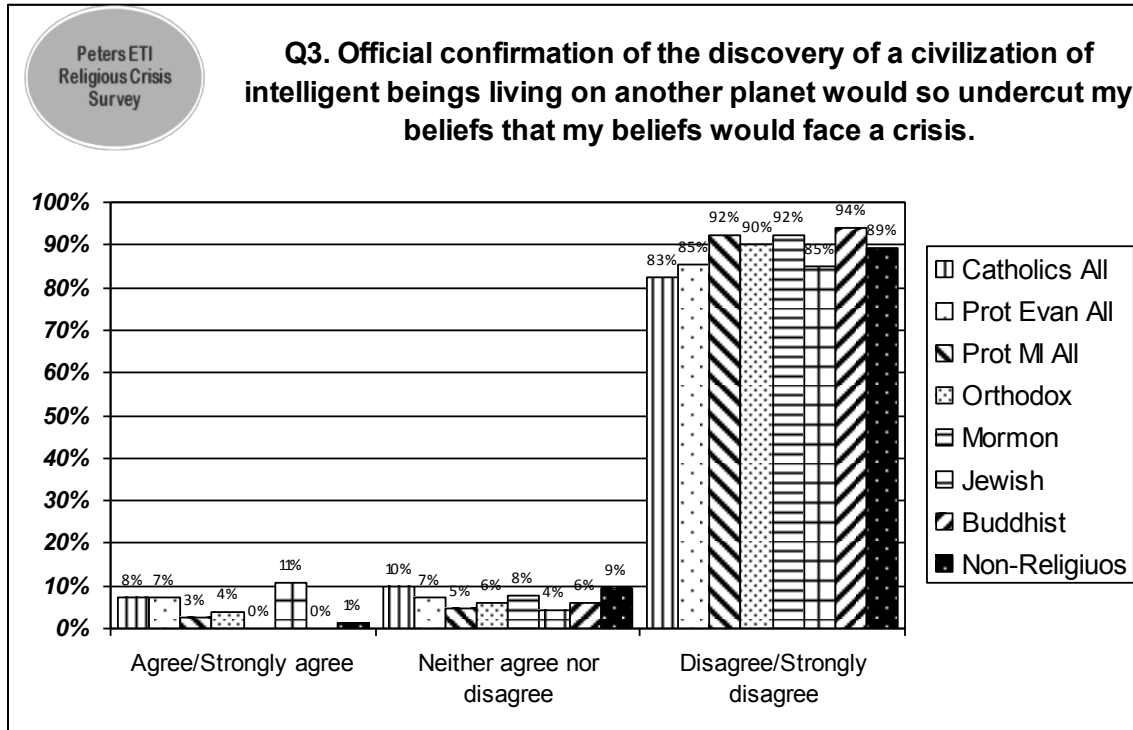 Peters ETI
Religious Crisis
Survey
Q3. Official confirmation of the discovery of a civilization of
intelligent beings living on another planet would so undercut my
beliefs that my beliefs would face a crisis.
100%
90%
80%
70%
60%
50%
40%
30%
20%
10%
0%
8% 7% 3% 4% 0% 11% 0% 1%
10% 7% 5% 6% 8% 4% 6% 9%
83% 85% 92% 90% 92% 85% 94% 89%
Agree/Strongly agree
Neither agree nor
disagree
Disagree/Strongly
disagree
Catholics All
Prot Evan All
Prot Ml All
Orthodox
Mormon
Jewish
Buddhist
Non-Religiuos